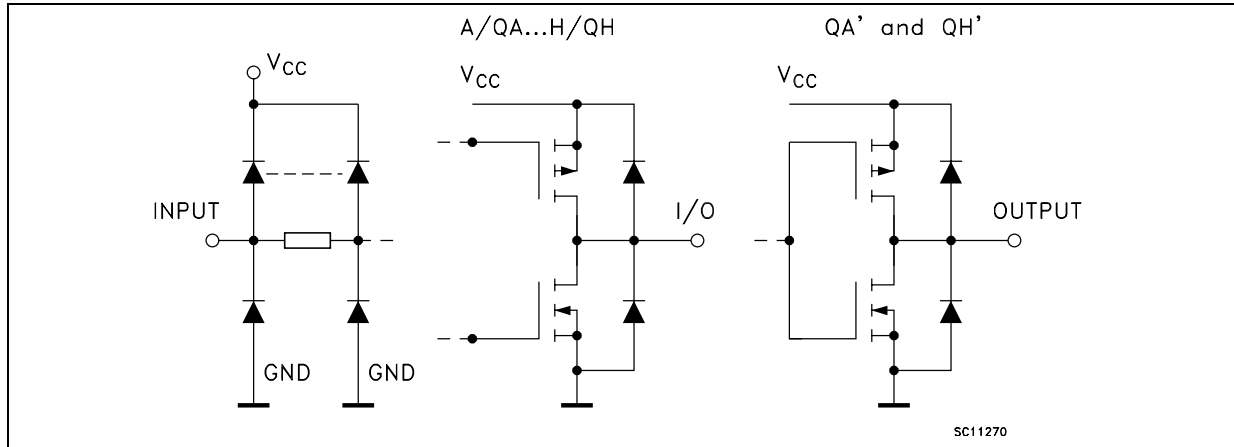 A/QA...H/QH
QA' and QH'
VCC
VCC
VCC
INPUT
I/O
OUTPUT
GND
GND
SC11270